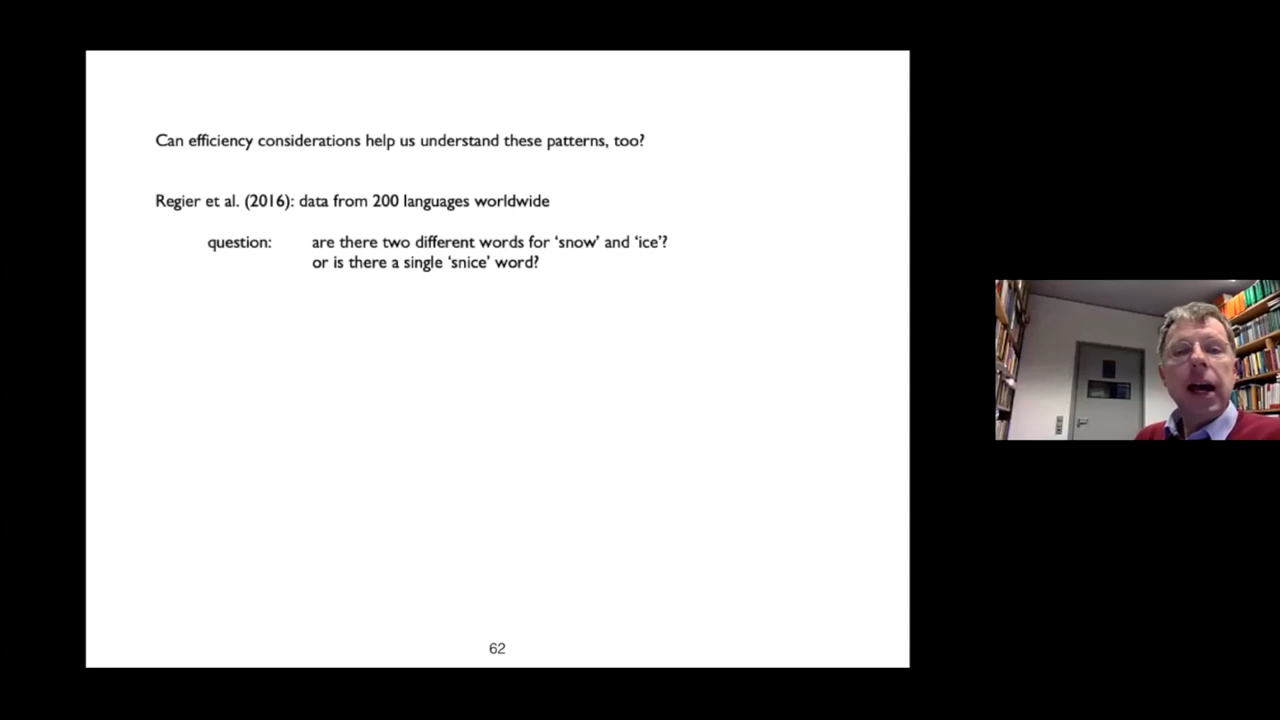 Can efficiency considerations help us understand these patterns, too?
Regier et al. (2016): data from 200 languages worldwide
question: are there two different words for ‘snow’ and ‘ice’?
or is there a single ‘snice’ word?
62